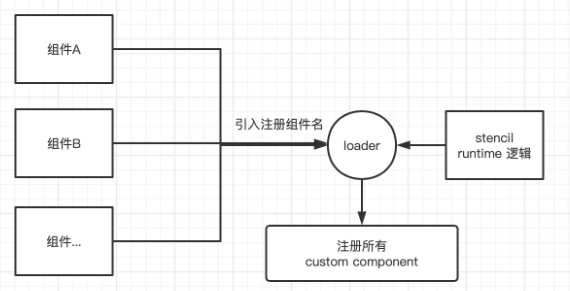 组件A
组件B
组件...
引入注册组件名
loader
stencil
runtime 逻辑
注册所有
custom component